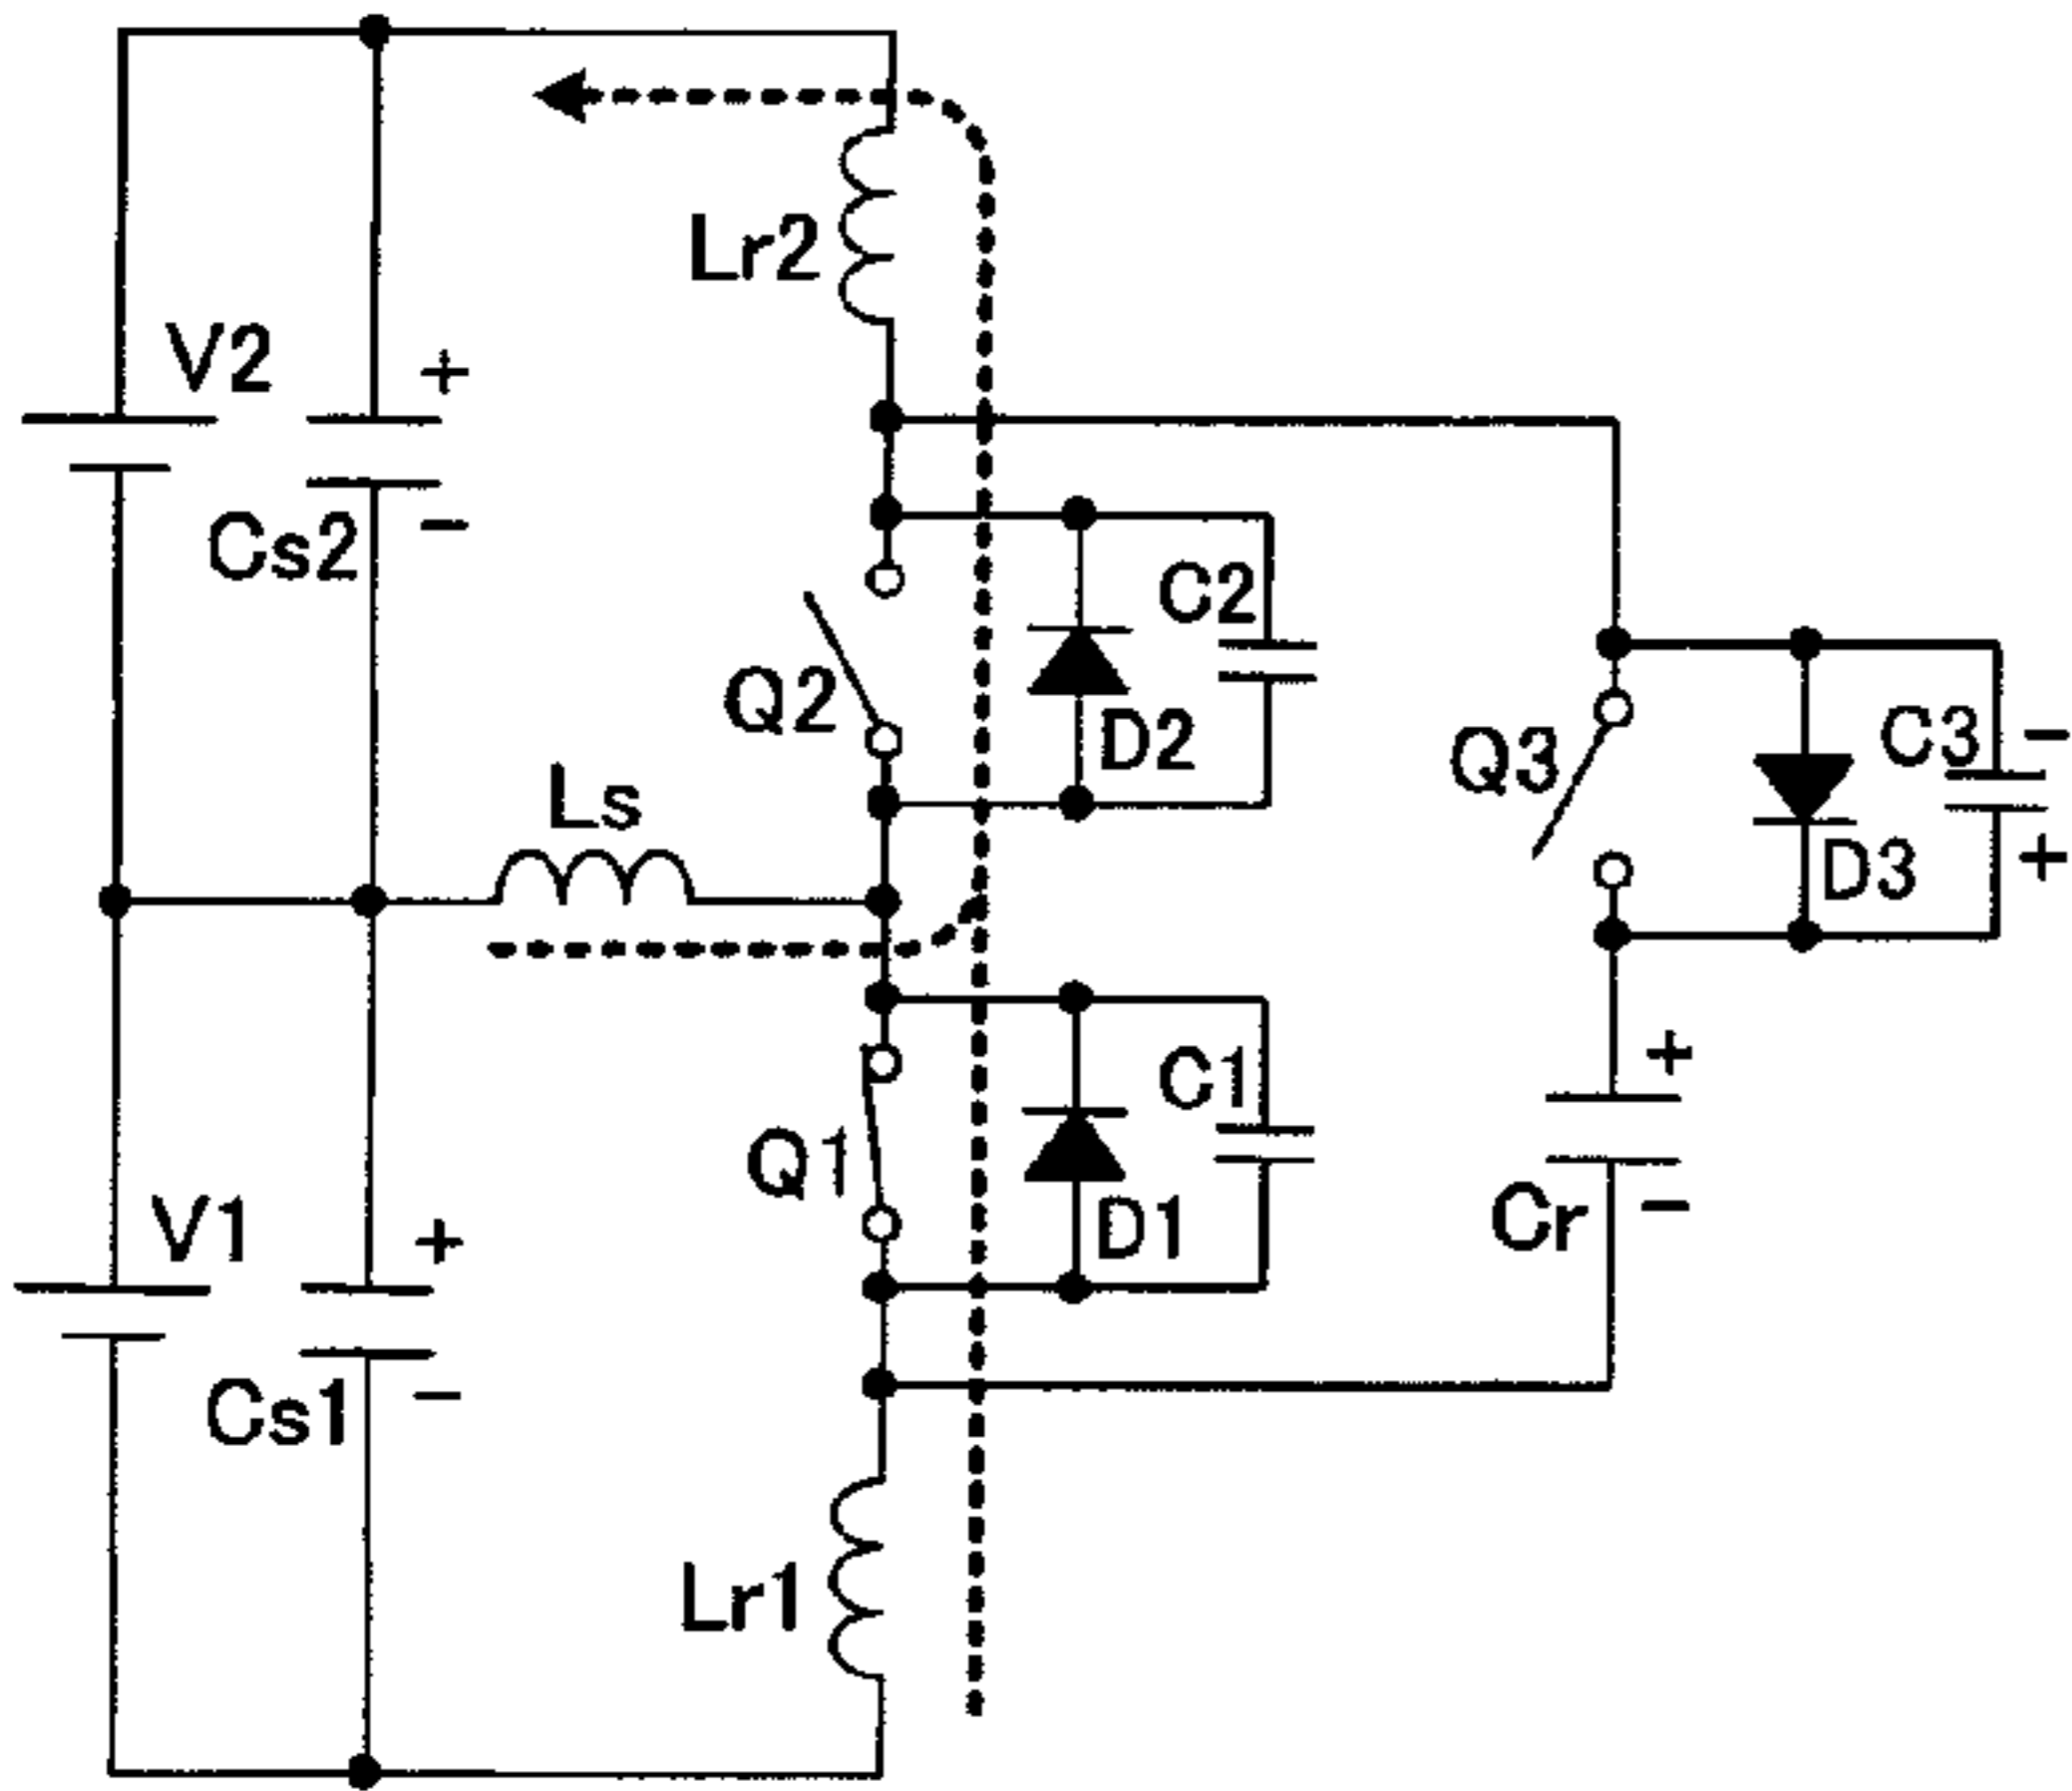 Lr2
V2
+
Cs2
-
C2
Q2
D2
Q3
C3
-
+
D3
Ls
C1
Q1
D1
+
Cr
-
V1
+
Cs1
-
Lr1